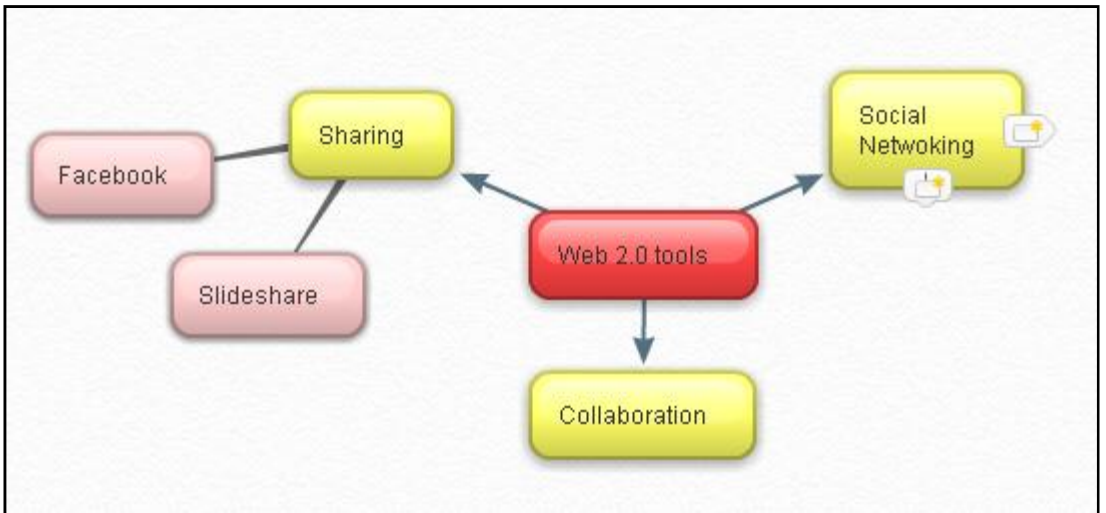 Sharing
Social
Netwoking
Facebook
Web 2.0 tools
Slideshare
Collaboration